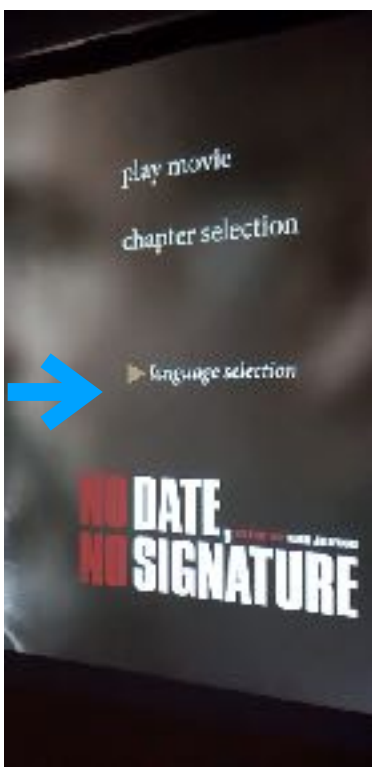 play movie
chapter selection
language selection
NO DATE,
NO SIGNATURE